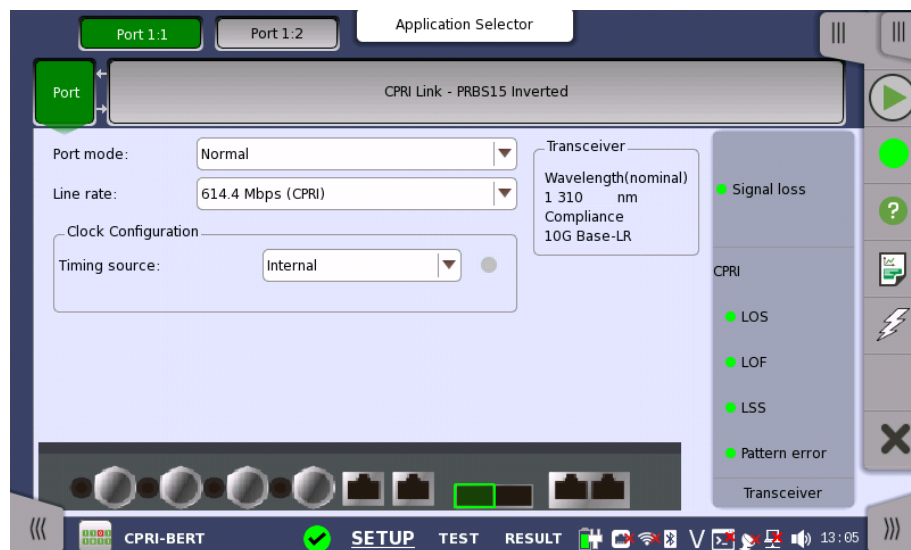 Application Selector
Port 1:1
Port 1:2
Port
CPRI Link - PRBS15 Inverted
Port mode:
Normal
Line rate:
614.4 Mbps (CPRI)
Clock Configuration
Timing source:
Internal
Transceiver
Wavelength(nominal)
1 310 nm
Compliance
10G Base-LR
Signal loss
CPRI
LOS
LOF
LSS
Pattern error
Transceiver
CPRI-BERT
SETUP
TEST
RESULT
V
13:05